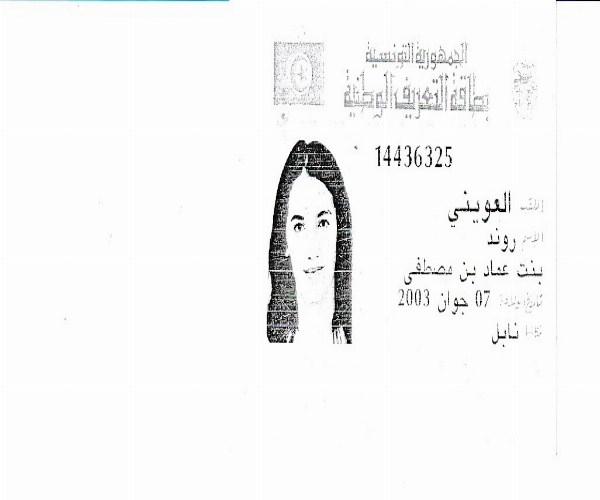 الجمهورية التونسية
بطاقة التعريف الوطنية
14436325
اللقب العويني
الاسم روند
بنت عماد بن مصطفى
تاريخ الولادة 07 جوان 2003
مكانها نابل